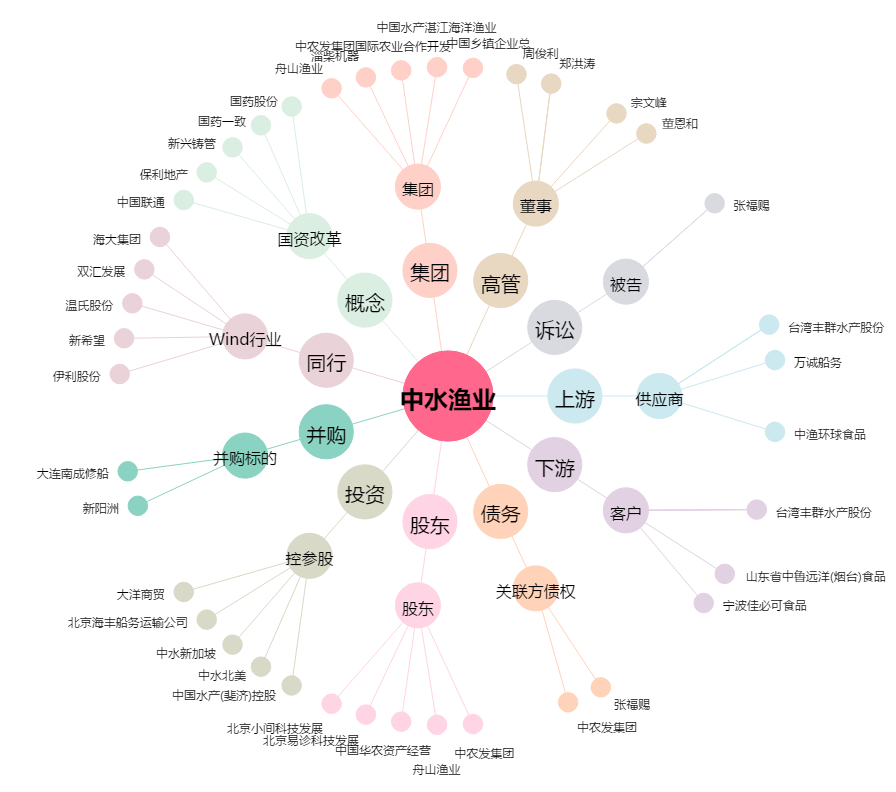 中国水产湛江海洋渔业
中农发集团国际农业合作开发
中国乡镇企业总
淄柴机器
舟山渔业
周俊利
郑洪涛
宗文峰
董恩和
国药股份
国药一致
新兴铸管
保利地产
中国联通
集团
董事
张福赐
国资改革
海大集团
双汇发展
温氏股份
新希望
伊利股份
集团
高管
被告
概念
诉讼
台湾丰群水产股份
万诚船务
中渔环球食品
Wind行业
同行
中水渔业
上游
供应商
并购
并购标的
下游
大连南成修船
新阳洲
投资
股东
债务
客户
台湾丰群水产股份
山东省中鲁远洋(烟台)食品
宁波佳必可食品
控参股
关联方债权
股东
大洋商贸
北京海丰船务运输公司
中水新加坡
中水北美
中国水产(斐济)控股
张福赐
中农发集团
北京小间科技发展
北京易诊科技发展
中国华农资产经营
中农发集团
舟山渔业